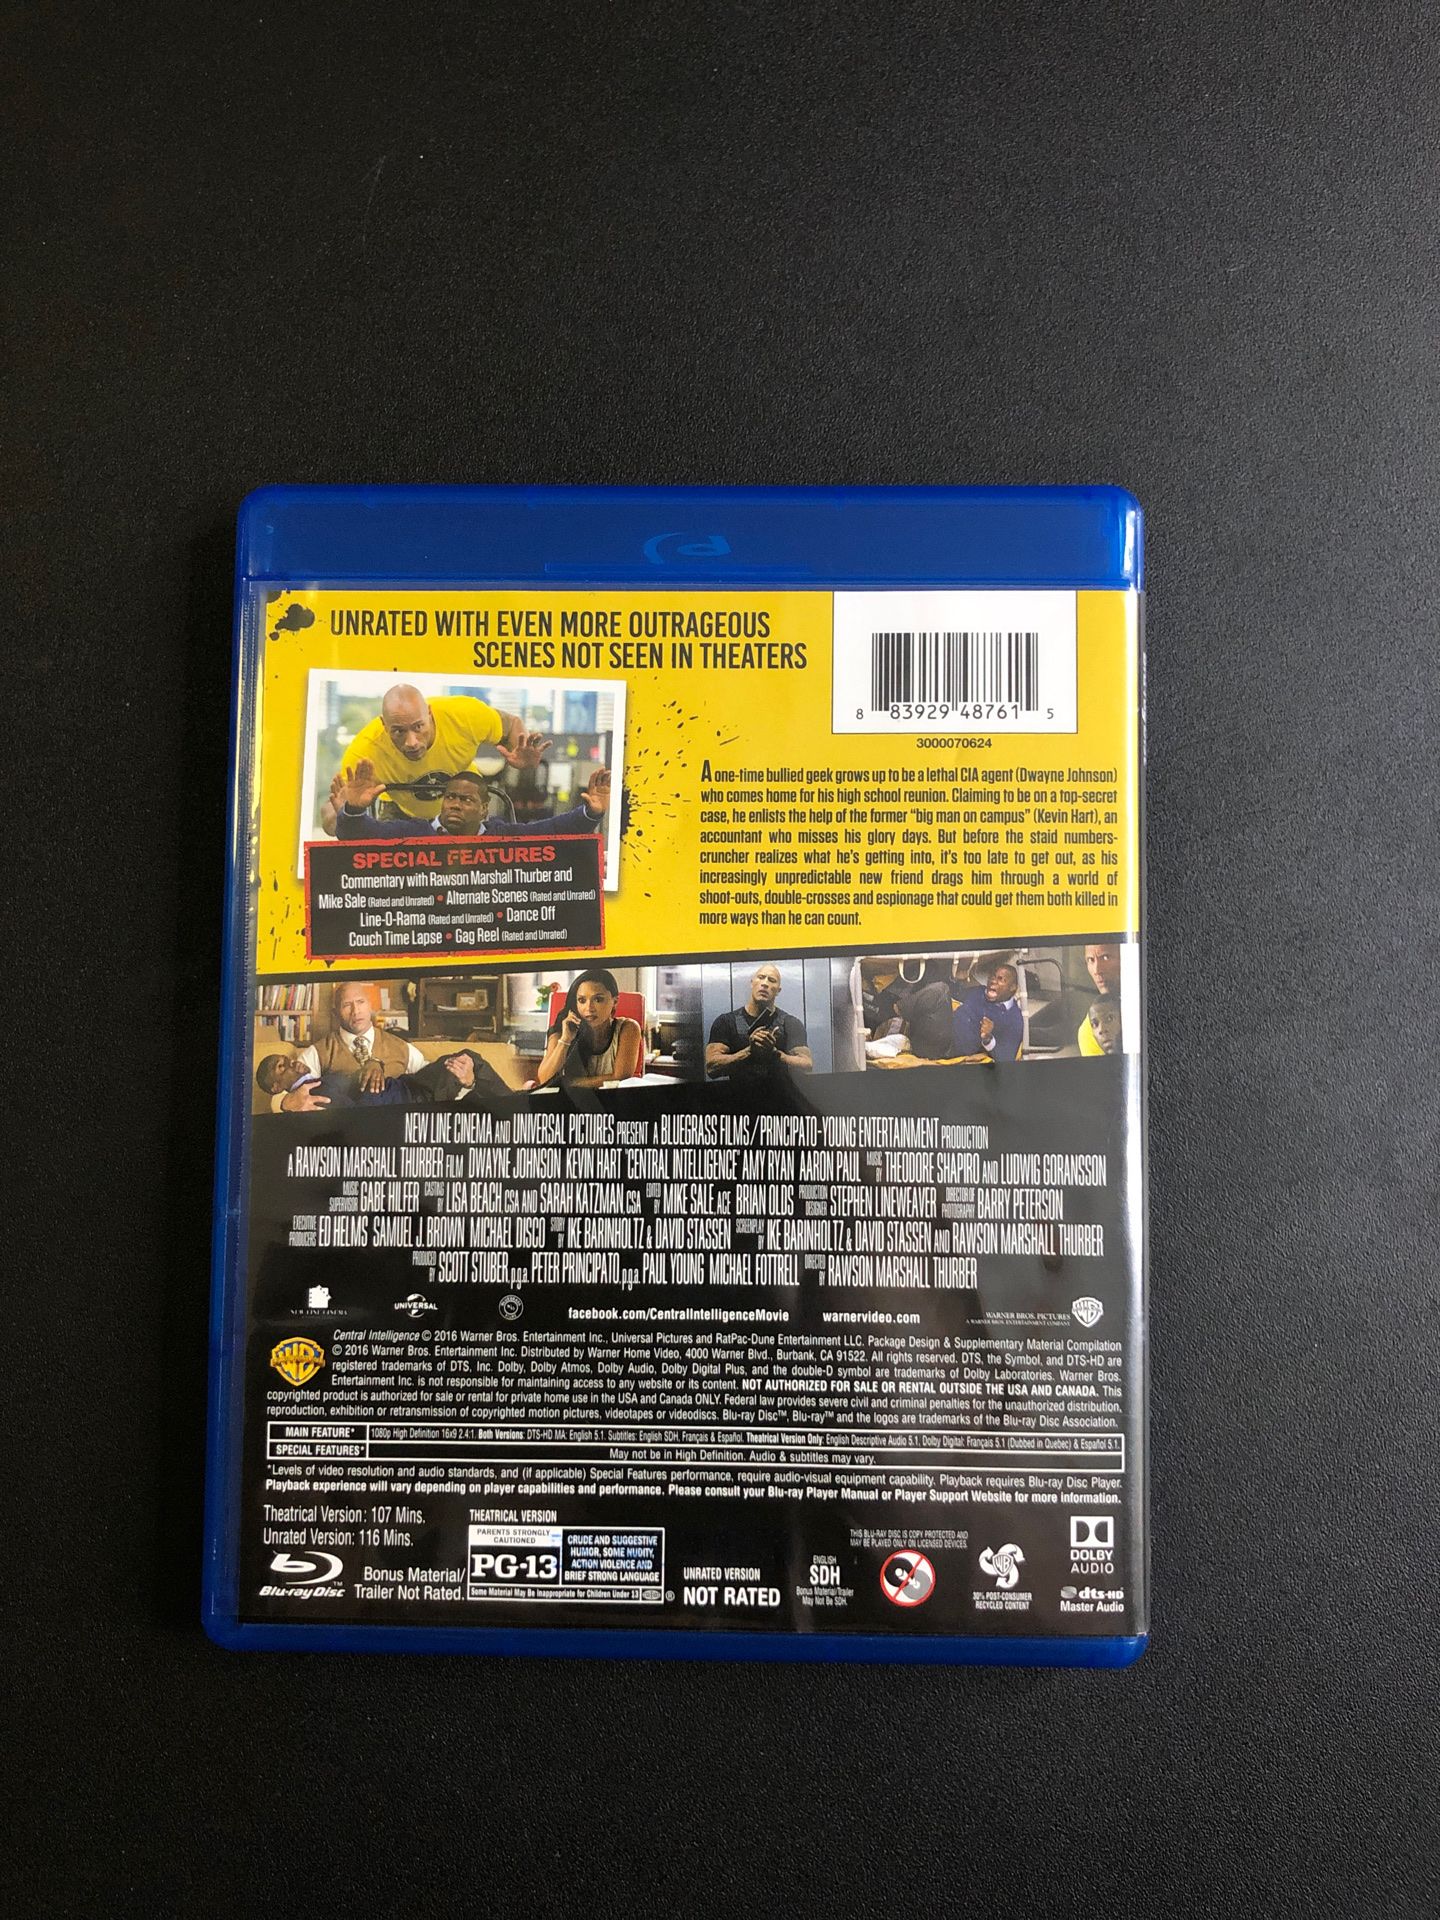 UNRATED WITH EVEN MORE OUTRAGEOUS
SCENES NOT SEEN IN THEATERS
8 83929 48761 5
3000070624
SPECIAL FEATURES
Commentary with Rawson Marshall Thurber and
Mike Sale (Rated and Unrated) • Alternate Scenes (Rated and Unrated)
Line-O-Rama (Rated and Unrated) • Dance Off
Couch Time Lapse • Gag Reel (Rated and Unrated)
A one-time bullied geek grows up to be a lethal CIA agent (Dwayne Johnson)
who comes home for his high school reunion. Claiming to be on a top-secret
case, he enlists the help of the former "big man on campus" (Kevin Hart), an
accountant who misses his glory days. But before the staid numbers-
cruncher realizes what he's getting into, it's too late to get out, as his
increasingly unpredictable new friend drags him through a world of
shoot-outs, double-crosses and espionage that could get them both killed in
more ways than he can count.
NEW LINE CINEMA AND UNIVERSAL PICTURES PRESENT A BLUEGRASS FILMS/PRINCIPATO-YOUNG ENTERTAINMENT PRODUCTION
A RAWSON MARSHALL THURBER FILM DWAYNE JOHNSON KEVIN HART "CENTRAL INTELLIGENCE" AMY RYAN AARON PAUL MUSIC BY THEODORE SHAPIRO AND LUDWIG GORANSSON
MUSIC SUPERVISOR GABE HILFER CASTING BY LISA BEACH, CSA AND SARAH KATZMAN, CSA EDITED BY MIKE SALE, ACE BRIAN OLDS PRODUCTION DESIGNER STEPHEN LINEWEAVER DIRECTOR OF PHOTOGRAPHY BARRY PETERSON
EXECUTIVE PRODUCERS ED HELMS SAMUEL J. BROWN MICHAEL DISCO STORY BY IKE BARINHOLTZ & DAVID STASSEN SCREENPLAY BY IKE BARINHOLTZ & DAVID STASSEN AND RAWSON MARSHALL THURBER
PRODUCED BY SCOTT STUBER, p.g.a. PETER PRINCIPATO, p.g.a. PAUL YOUNG MICHAEL FOTTRELL DIRECTED BY RAWSON MARSHALL THURBER
NEW LINE CINEMA UNIVERSAL facebook.com/CentralIntelligenceMovie warnervideo.com WARNER BROS. PICTURES
A WARNER BROS. ENTERTAINMENT COMPANY
Central Intelligence © 2016 Warner Bros. Entertainment Inc., Universal Pictures and RatPac-Dune Entertainment LLC. Package Design & Supplementary Material Compilation
© 2016 Warner Bros. Entertainment Inc. Distributed by Warner Home Video, 4000 Warner Blvd., Burbank, CA 91522. All rights reserved. DTS, the Symbol, and DTS-HD are
registered trademarks of DTS, Inc. Dolby, Dolby Atmos, Dolby Audio, Dolby Digital Plus, and the double-D symbol are trademarks of Dolby Laboratories. Warner Bros.
Entertainment Inc. is not responsible for maintaining access to any website or its content. NOT AUTHORIZED FOR SALE OR RENTAL OUTSIDE THE USA AND CANADA. This
copyrighted product is authorized for sale or rental for private home use in the USA and Canada ONLY. Federal law provides severe civil and criminal penalties for the unauthorized distribution,
reproduction, exhibition or retransmission of copyrighted motion pictures, videotapes or videodiscs. Blu-ray Disc™, Blu-ray™ and the logos are trademarks of the Blu-ray Disc Association.
MAIN FEATURE* 1080p High Definition 16x9 2.4:1. Both Versions: DTS-HD MA: English 5.1. Subtitles: English SDH, Français & Español. Theatrical Version Only: English Descriptive Audio 5.1, Dolby Digital: Français 5.1 (Dubbed in Quebec) & Español 5.1.
SPECIAL FEATURES* May not be in High Definition. Audio & subtitles may vary.
*Levels of video resolution and audio standards, and (if applicable) Special Features performance, require audio-visual equipment capability. Playback requires Blu-ray Disc Player.
Playback experience will vary depending on player capabilities and performance. Please consult your Blu-ray Player Manual or Player Support Website for more information.
Theatrical Version: 107 Mins.
Unrated Version: 116 Mins.
Blu-ray Disc™
Bonus Material/
Trailer Not Rated.
THEATRICAL VERSION
PARENTS STRONGLY CAUTIONED
PG-13
CRUDE AND SUGGESTIVE
HUMOR, SOME NUDITY,
ACTION VIOLENCE AND
BRIEF STRONG LANGUAGE
Some Material May Be Inappropriate for Children Under 13
®
UNRATED VERSION
NOT RATED
ENGLISH
SDH
Bonus Material/Trailer
May Not Be SDH.
THIS BLU-RAY DISC IS COPY PROTECTED AND
MAY BE PLAYED ONLY ON LICENSED DEVICES.
30% POST-CONSUMER
RECYCLED CONTENT
DOLBY
AUDIO
dts-HD
Master Audio